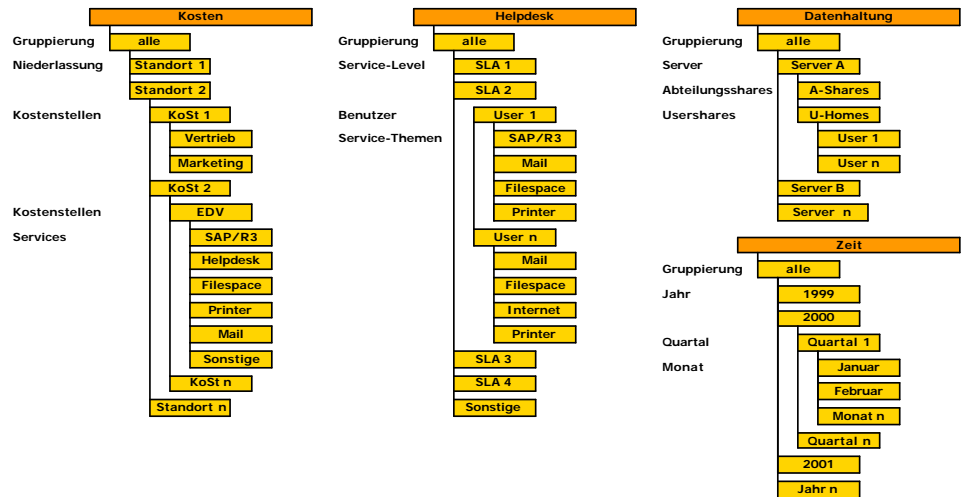 Kosten
Gruppierung alle
Niederlassung Standort 1
Standort 2
Kostenstellen KoSt 1
Vertrieb
Marketing
KoSt 2
Kostenstellen EDV
Services SAP/R3
Helpdesk
Filespace
Printer
Mail
Sonstige
KoSt n
Standort n
Helpdesk
Gruppierung alle
Service-Level SLA 1
SLA 2
Benutzer User 1
Service-Themen SAP/R3
Mail
Filespace
Printer
User n
Mail
Filespace
Internet
Printer
SLA 3
SLA 4
Sonstige
Datenhaltung
Gruppierung alle
Server Server A
Abteilungsshares A-Shares
Usershares U-Homes
User 1
User n
Server B
Server n
Zeit
Gruppierung alle
Jahr 1999
2000
Quartal Quartal 1
Monat Januar
Februar
Monat n
Quartal n
2001
Jahr n